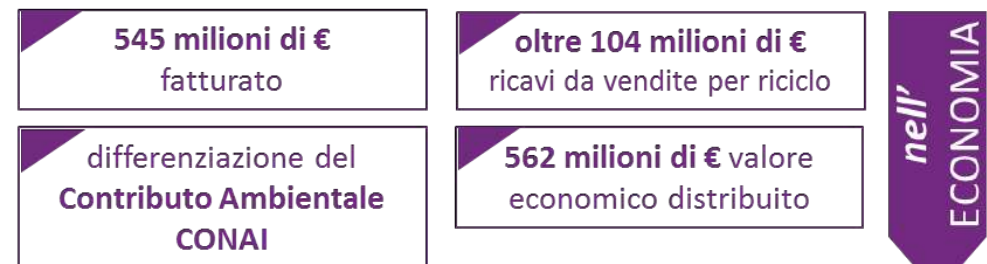 545 milioni di €
fatturato
oltre 104 milioni di €
ricavi da vendite per riciclo
differenziazione del
Contributo Ambientale
CONAI
562 milioni di € valore
economico distribuito
nell'
ECONOMIA